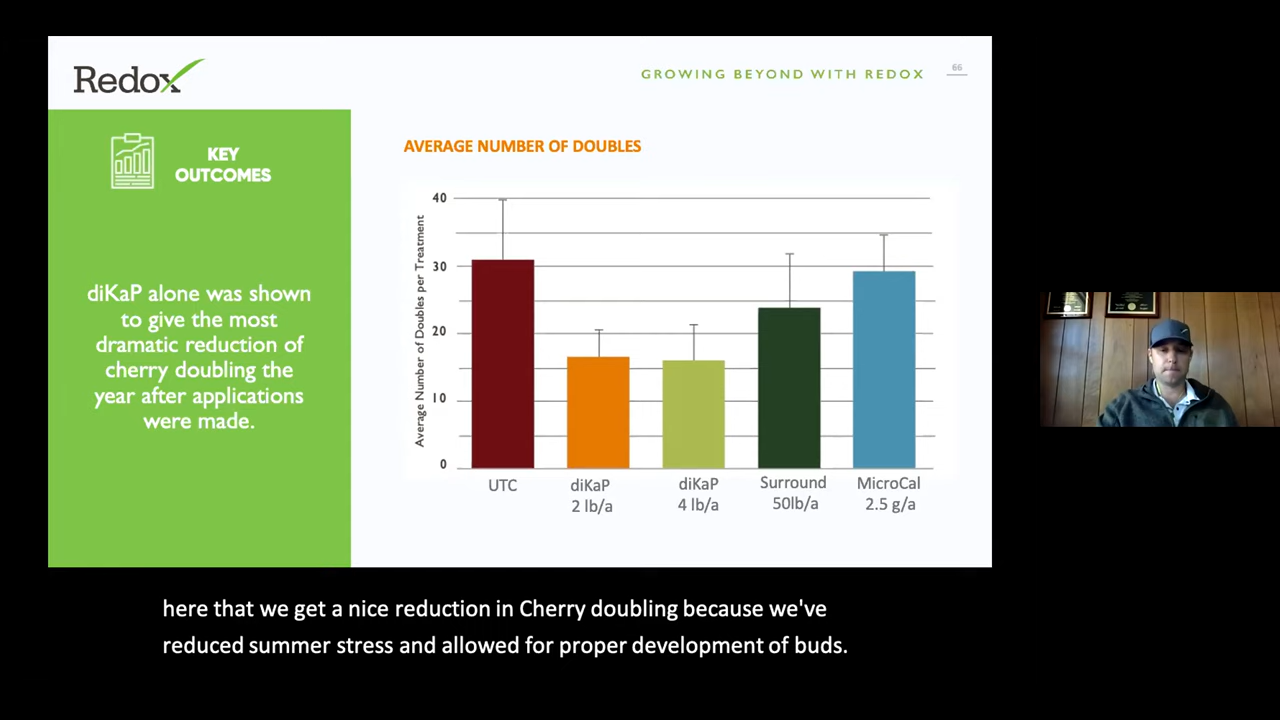 Redox
GROWING BEYOND WITH REDOX
66
KEY
OUTCOMES
diKaP alone was shown
to give the most
dramatic reduction of
cherry doubling the
year after applications
were made.
AVERAGE NUMBER OF DOUBLES
Average Number of Doubles per Treatment
40
30
20
10
0
UTC
diKaP
2 lb/a
diKaP
4 lb/a
Surround
50lb/a
MicroCal
2.5 g/a
here that we get a nice reduction in Cherry doubling because we've
reduced summer stress and allowed for proper development of buds.